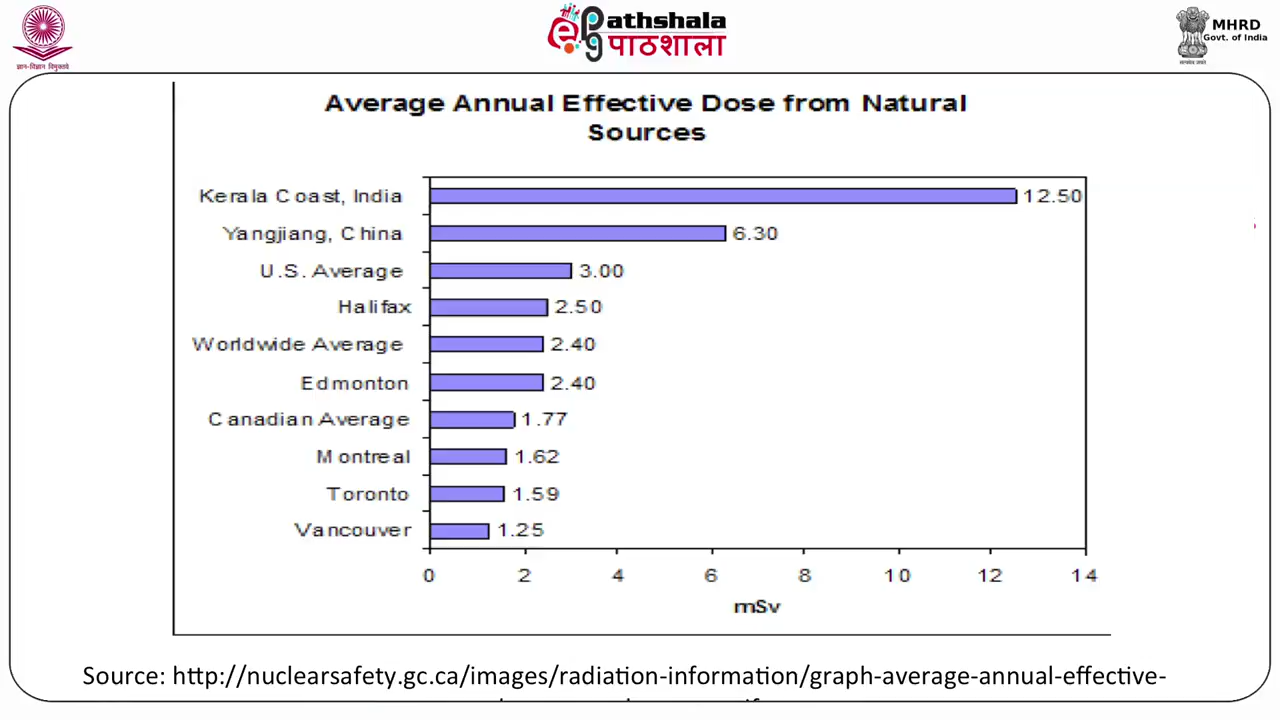 ज्ञान-विज्ञान विमुक्तये
ePathshala
पाठशाला
MHRD
Govt. of India
Average Annual Effective Dose from Natural
Sources
Kerala Coast, India 12.50
Yangjiang, China 6.30
U.S. Average 3.00
Halifax 2.50
Worldwide Average 2.40
Edmonton 2.40
Canadian Average 1.77
Montreal 1.62
Toronto 1.59
Vancouver 1.25
0 2 4 6 8 10 12 14
mSv
Source: http://nuclearsafety.gc.ca/images/radiation-information/graph-average-annual-effective-